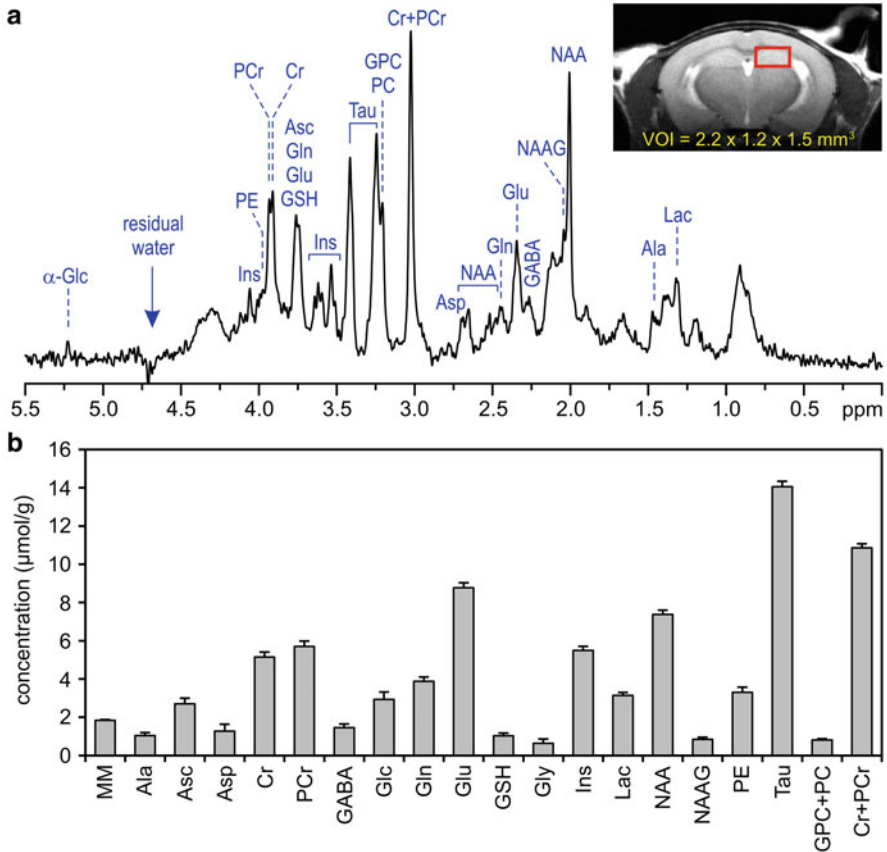 a
Cr+PCr
GPC
PC
NAA
PCr
Cr
Tau
Asc
Gln
Glu
GSH
NAAG
PE
Ins
Glu
Lac
residual
water
Ins
Gln
GABA
Ala
α-Glc
NAA
Asp
VOI = 2.2 x 1.2 x 1.5 mm³
5.5 5.0 4.5 4.0 3.5 3.0 2.5 2.0 1.5 1.0 0.5 ppm
b
concentration (µmol/g)
16
14
12
10
8
6
4
2
0
MM Ala Asc Asp Cr PCr GABA Glc Gln Glu GSH Gly Ins Lac NAA NAAG PE Tau GPC+PC Cr+PCr